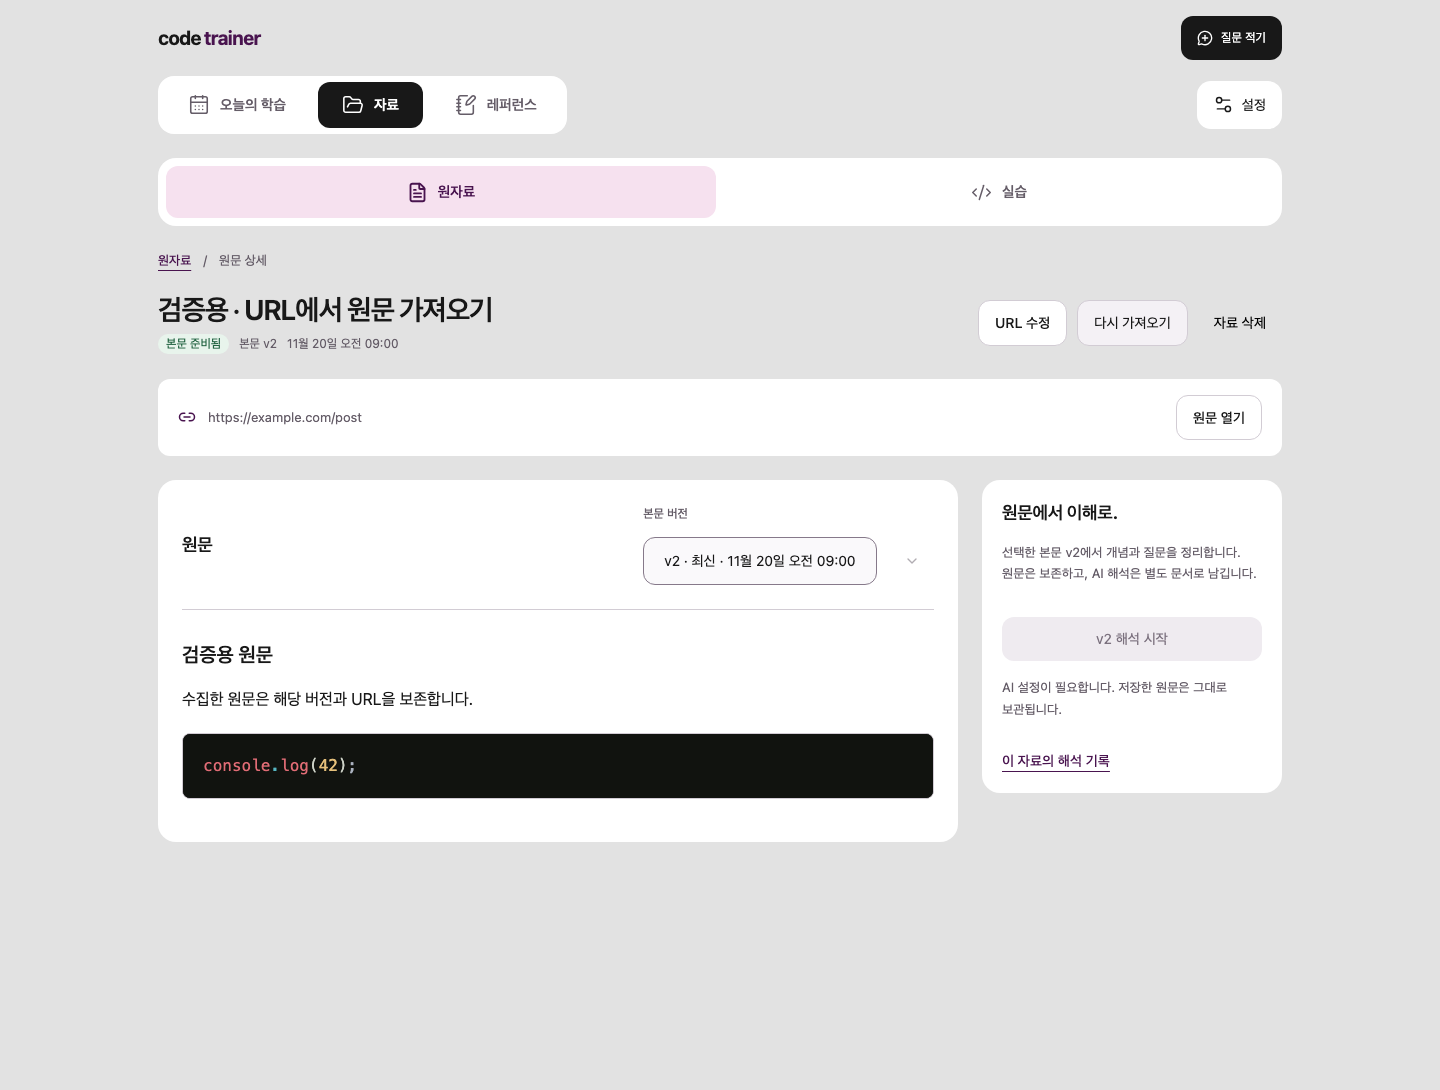 code trainer
질문 적기
오늘의 학습
자료
레퍼런스
설정
원자료
실습
원자료 / 원문 상세
검증용 · URL에서 원문 가져오기
본문 준비됨 본문 v2 11월 20일 오전 09:00
URL 수정
다시 가져오기
자료 삭제
https://example.com/post
원문 열기
원문
본문 버전
v2 · 최신 · 11월 20일 오전 09:00
검증용 원문
수집한 원문은 해당 버전과 URL을 보존합니다.
console.log(42);
원문에서 이해로.
선택한 본문 v2에서 개념과 질문을 정리합니다.
원문은 보존하고, AI 해석은 별도 문서로 남깁니다.
v2 해석 시작
AI 설정이 필요합니다. 저장한 원문은 그대로
보관됩니다.
이 자료의 해석 기록